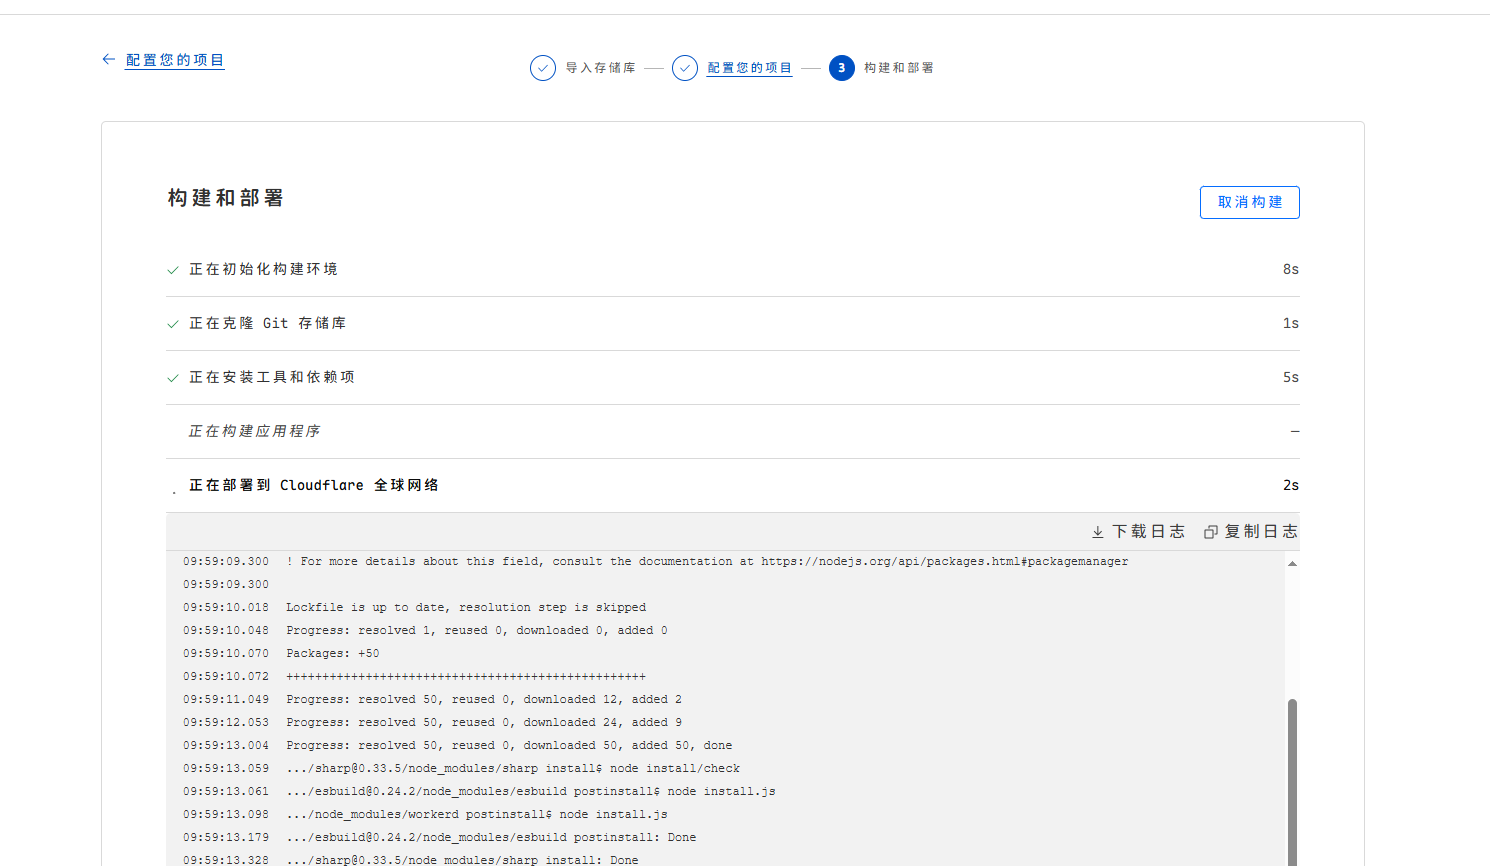 ← 配置您的项目
导入存储库
配置您的项目
3 构建和部署
构建和部署
取消构建
正在初始化构建环境 8s
正在克隆 Git 存储库 1s
正在安装工具和依赖项 5s
正在构建应用程序 —
正在部署到 Cloudflare 全球网络 2s
下载日志 复制日志
09:59:09.300 ! For more details about this field, consult the documentation at https://nodejs.org/api/packages.html#packagemanager
09:59:09.300
09:59:10.018 Lockfile is up to date, resolution step is skipped
09:59:10.048 Progress: resolved 1, reused 0, downloaded 0, added 0
09:59:10.070 Packages: +50
09:59:10.072 ++++++++++++++++++++++++++++++++++++++++++++++++++
09:59:11.049 Progress: resolved 50, reused 0, downloaded 12, added 2
09:59:12.053 Progress: resolved 50, reused 0, downloaded 24, added 9
09:59:13.004 Progress: resolved 50, reused 0, downloaded 50, added 50, done
09:59:13.059 .../sharp@0.33.5/node_modules/sharp install$ node install/check
09:59:13.061 .../esbuild@0.24.2/node_modules/esbuild postinstall$ node install.js
09:59:13.098 .../node_modules/workerd postinstall$ node install.js
09:59:13.179 .../esbuild@0.24.2/node_modules/esbuild postinstall: Done
09:59:13.328 .../sharp@0.33.5/node_modules/sharp install: Done